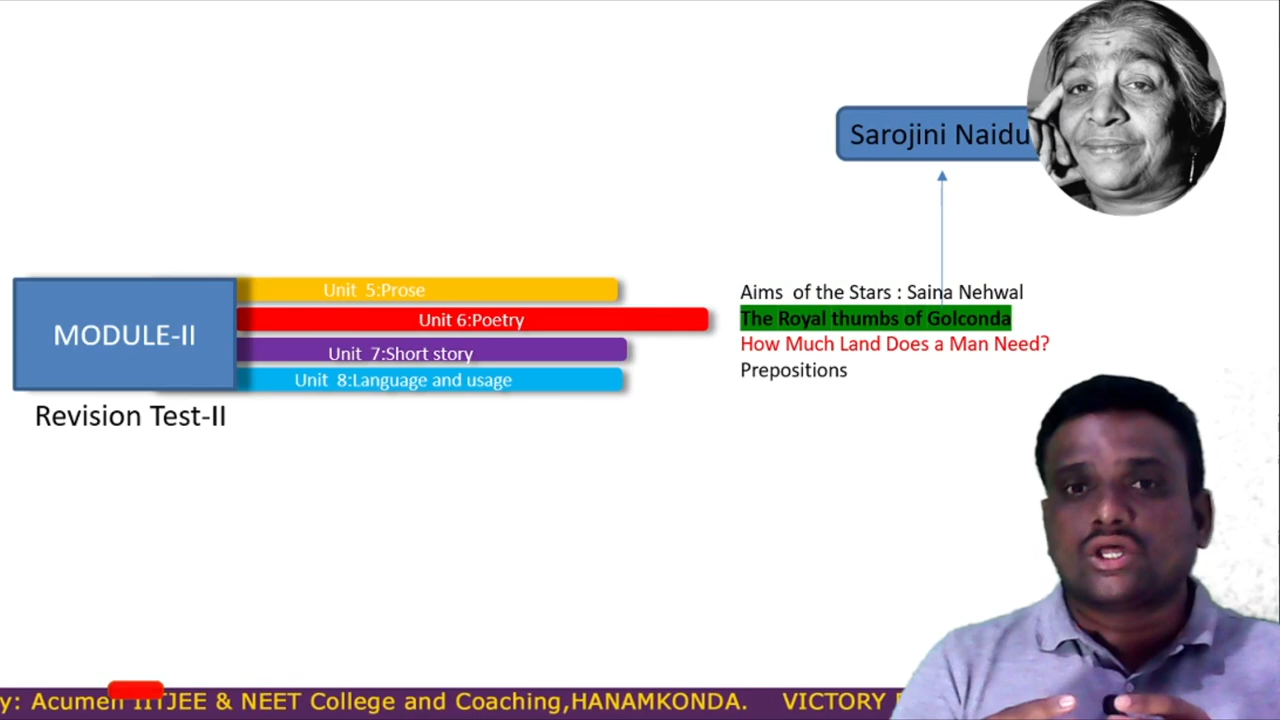 Sarojini Naidu
Unit 5:Prose
Unit 6:Poetry
Unit 7:Short story
Unit 8:Language and usage
MODULE-II
Revision Test-II
Aims of the Stars : Saina Nehwal
The Royal thumbs of Golconda
How Much Land Does a Man Need?
Prepositions
y: Acumen IITJEE & NEET College and Coaching,HANAMKONDA. VICTORY